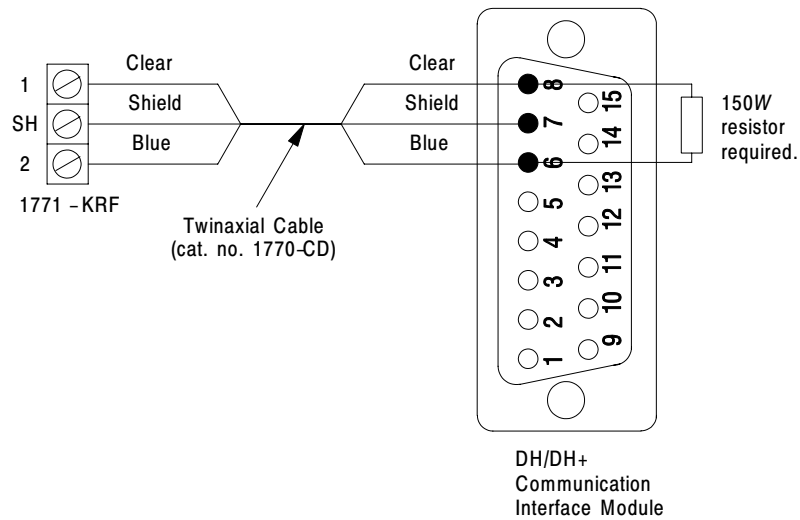 1
SH
2
1771 -KRF
Clear
Shield
Blue
Twinaxial Cable
(cat. no. 1770-CD)
Clear
Shield
Blue
8
7
6
5
4
3
2
1
15
14
13
12
11
10
9
150W
resistor
required.
DH/DH+
Communication
Interface Module